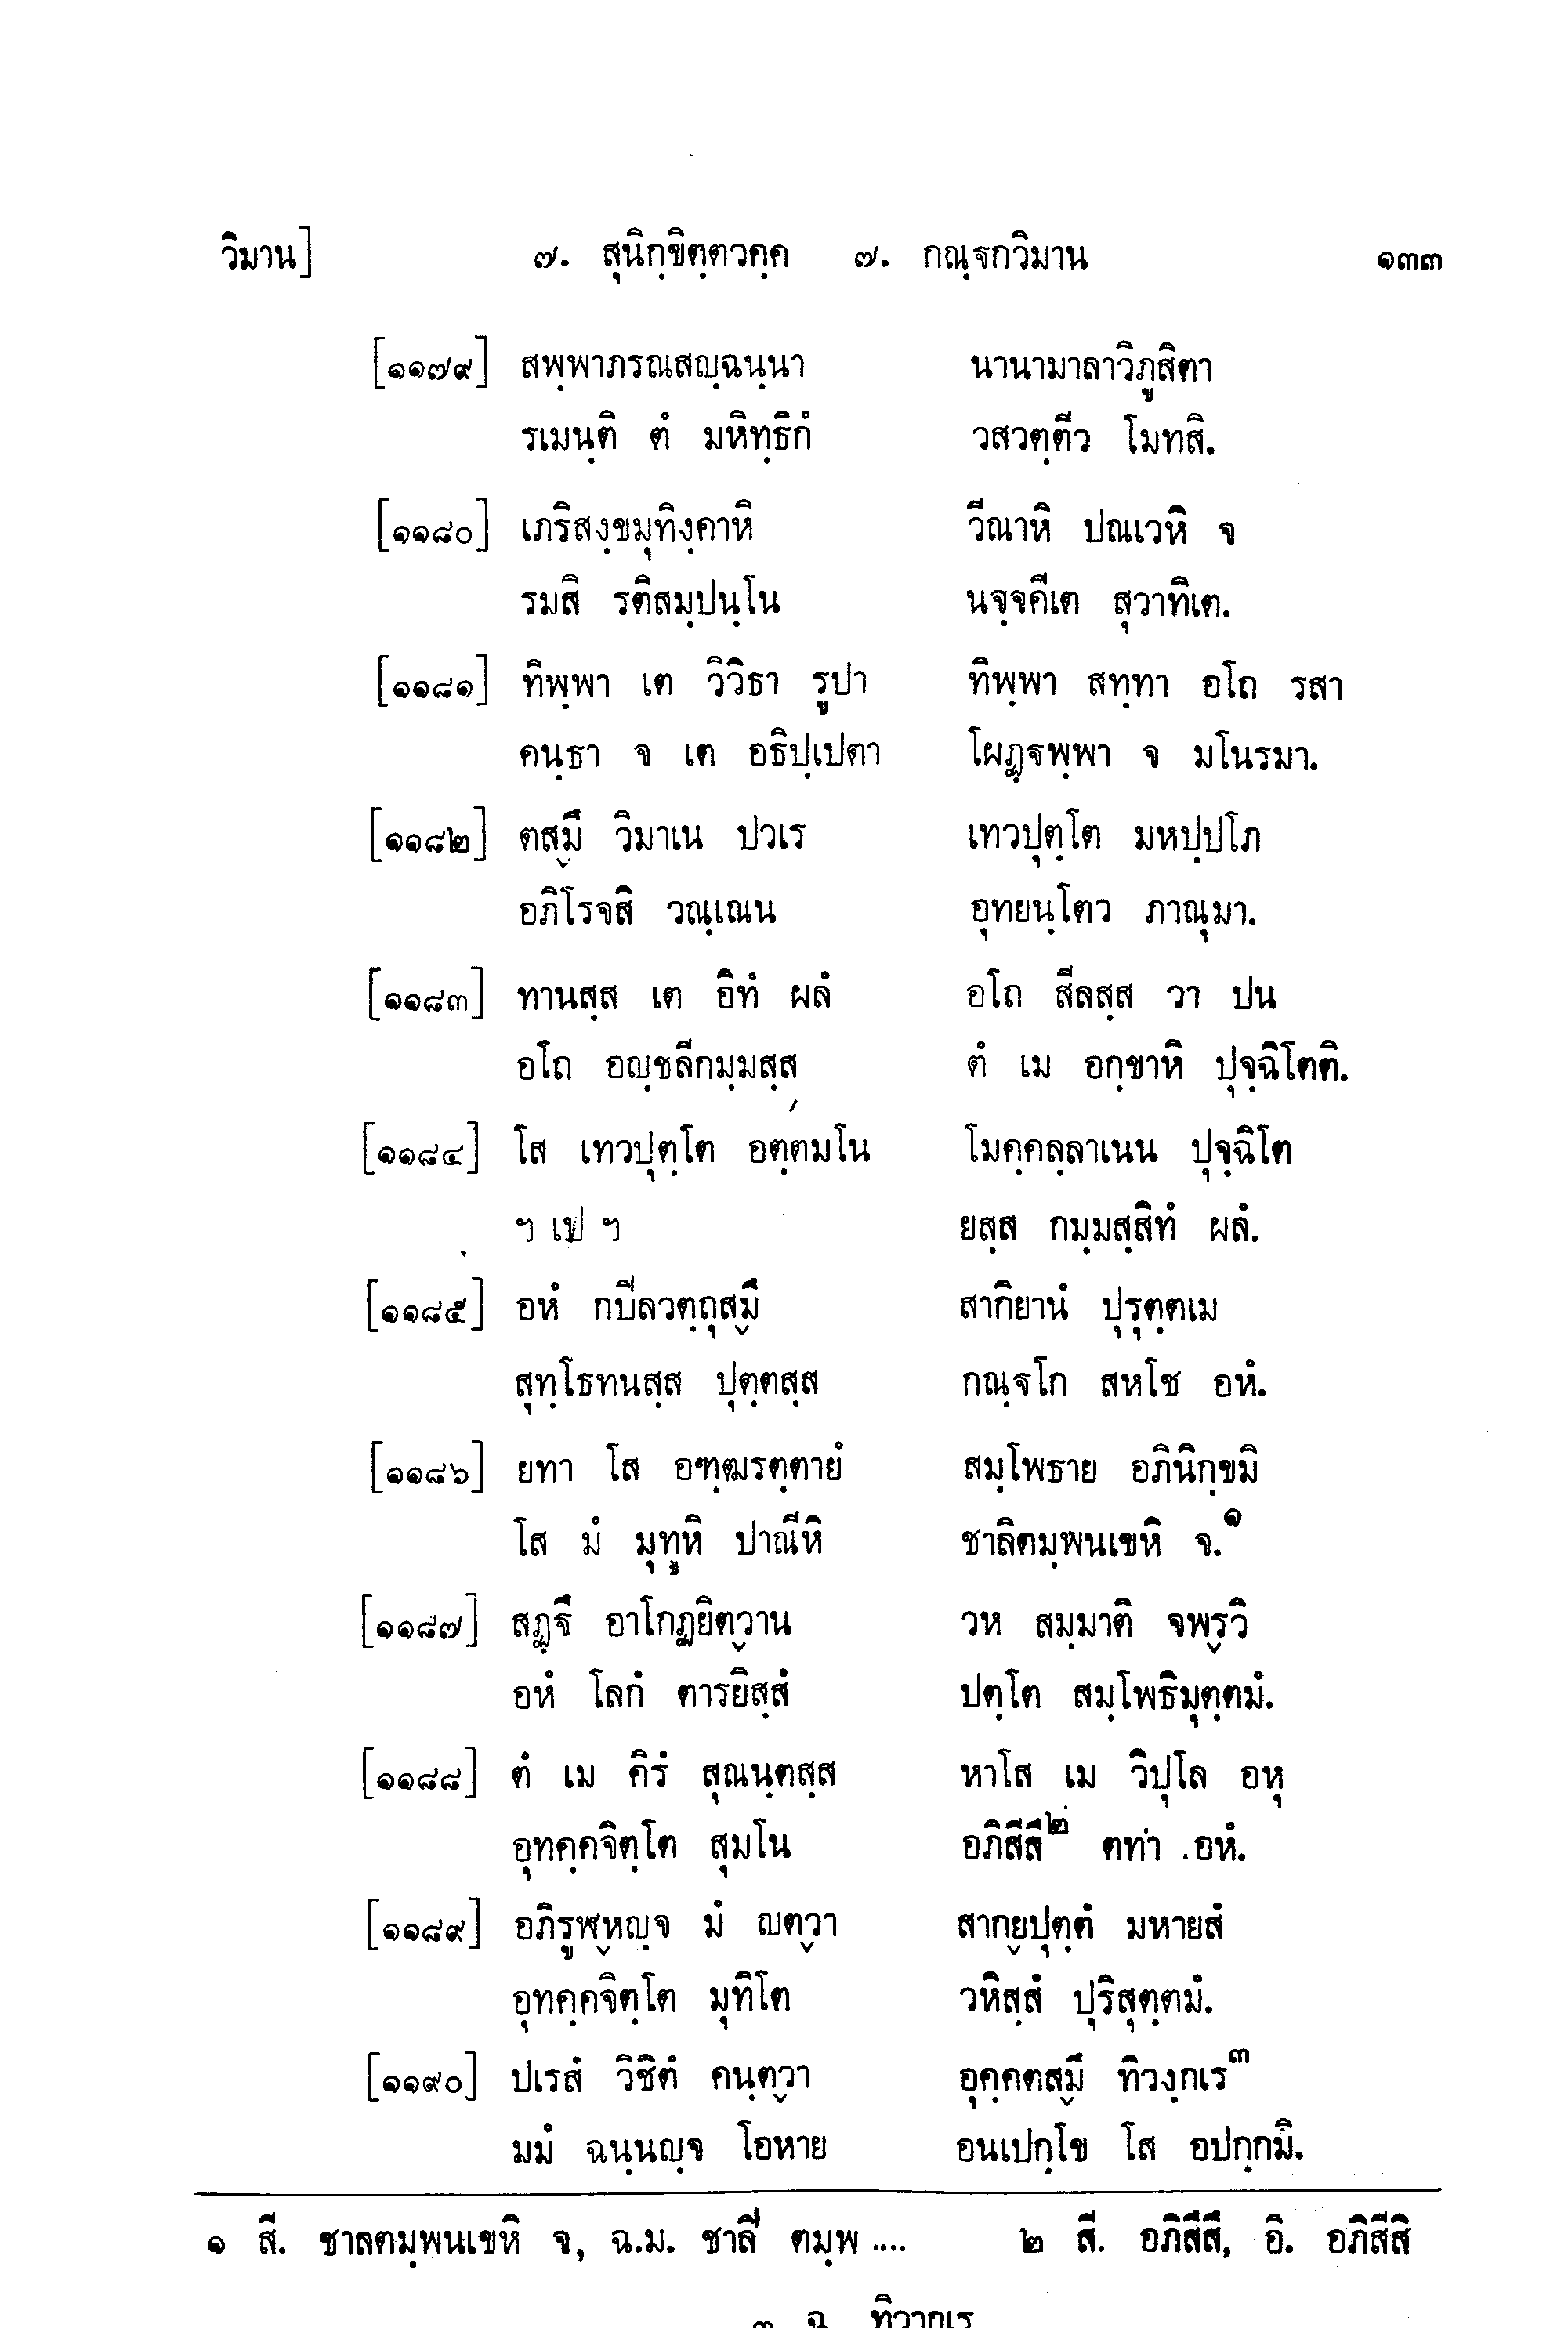 วิมาน] ๗. สุนิกฺขิตฺตวคฺค ๗. กณฺฐกวิมาน ๑๓๓
[๑๑๗๙] สพฺพาภรณสญฺฉนฺนา นานามาลาวิภูสิตา
รเมนฺติ ตํ มหิทฺธิกํ วสวตฺตีว โมทสิ.
[๑๑๘๐] เภริสงฺขมุทิงฺคาหิ วีณาหิ ปณเวหิ จ
รมสิ รติสมฺปนฺโน นจฺจคีเต สุวาทิเต.
[๑๑๘๑] ทิพฺพา เต วิวิธา รูปา ทิพฺพา สทฺทา อโถ รสา
คนฺธา จ เต อธิปฺเปตา โผฏฺฐพฺพา จ มโนรมา.
[๑๑๘๒] ตสฺมึ วิมาเน ปวเร เทวปุตฺโต มหปฺปโภ
อภิโรจสิ วณฺเณน อุทยนฺโตว ภาณุมา.
[๑๑๘๓] ทานสฺส เต อิทํ ผลํ อโถ สีลสฺส วา ปน
อโถ อญฺชลีกมฺมสฺส ตํ เม อกฺขาหิ ปุจฺฉิโตติ.
[๑๑๘๔] โส เทวปุตฺโต อตฺตมโน โมคฺคลฺลาเนน ปุจฺฉิโต
ฯ เป ฯ ยสฺส กมฺมสฺสิทํ ผลํ.
[๑๑๘๕] อหํ กปิลวตฺถุสฺมึ สากิยานํ ปุรุตฺตเม
สุทฺโธทนสฺส ปุตฺตสฺส กณฺฐโก สหโช อหํ.
[๑๑๘๖] ยทา โส อฑฺฒรตฺตายํ สมฺโพธาย อภินิกฺขมิ
โส มํ มุทูหิ ปาณีหิ ชาลิตมฺพนเขหิ จ.๑
[๑๑๘๗] สฏฺฐึ อาโกฏยิตฺวาน วห สมฺมาติ จพฺรุวิ
อหํ โลกํ ตารยิสฺสํ ปตฺโต สมฺโพธิมุตฺตมํ.
[๑๑๘๘] ตํ เม คิรํ สุณนฺตสฺส หาโส เม วิปุโล อหุ
อุทคฺคจิตฺโต สุมโน อภิสีสึ๒ ตทา อหํ.
[๑๑๘๙] อภิรูฬฺหญฺจ มํ ญตฺวา สากฺยปุตฺตํ มหายสํ
อุทคฺคจิตฺโต มุทิโต วหิสฺสํ ปุริสุตฺตมํ.
[๑๑๙๐] ปเรสํ วิชิตํ คนฺตฺวา อุคฺคตสฺมึ ทิวงฺกเร๓
มมํ ฉนฺนญฺจ โอหาย อนเปกฺโข โส อปกฺกมิ.
๑ สี. ชาลตมฺพนเขหิ จ, ฉ.ม. ชาลิ ตมฺพ .... ๒ สี. อภิสึสึ, อิ. อภิสีสิ
๓ ฉ. ทิวากเร